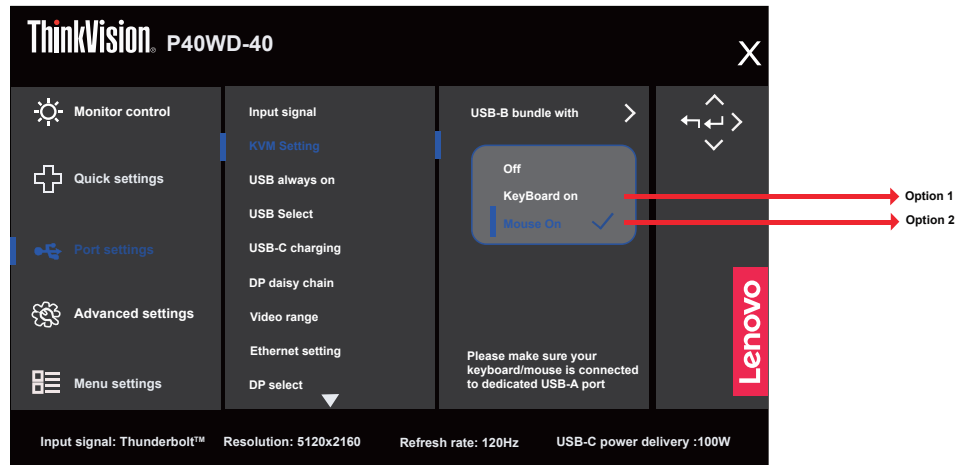 ThinkVision® P40WD-40
X
Monitor control
Quick settings
Port settings
Advanced settings
Menu settings
Input signal
KVM Setting
USB always on
USB Select
USB-C charging
DP daisy chain
Video range
Ethernet setting
DP select
USB-B bundle with
Off
KeyBoard on
Mouse On
Please make sure your
keyboard/mouse is connected
to dedicated USB-A port
Option 1
Option 2
Lenovo
Input signal: Thunderbolt™ Resolution: 5120x2160 Refresh rate: 120Hz USB-C power delivery :100W